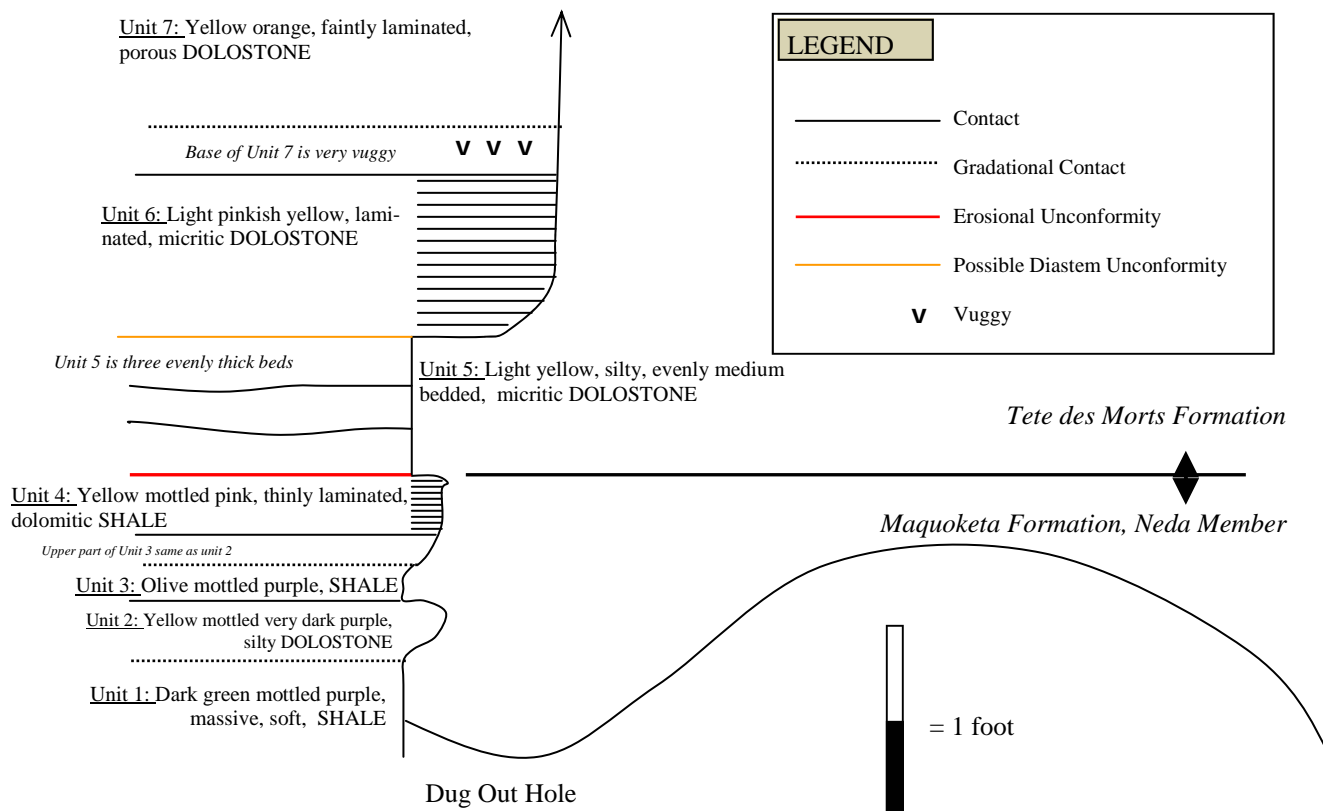 Unit 7: Yellow orange, faintly laminated,
porous DOLOSTONE
Base of Unit 7 is very vuggy
v v v
Unit 6: Light pinkish yellow, lami-
nated, micritic DOLOSTONE
Unit 5 is three evenly thick beds
Unit 5: Light yellow, silty, evenly medium
bedded, micritic DOLOSTONE
Unit 4: Yellow mottled pink, thinly laminated,
dolomitic SHALE
Upper part of Unit 3 same as unit 2
Unit 3: Olive mottled purple, SHALE
Unit 2: Yellow mottled very dark purple,
silty DOLOSTONE
Unit 1: Dark green mottled purple,
massive, soft, SHALE
Dug Out Hole
LEGEND
Contact
Gradational Contact
Erosional Unconformity
Possible Diastem Unconformity
v Vuggy
Tete des Morts Formation
Maquoketa Formation, Neda Member
= 1 foot